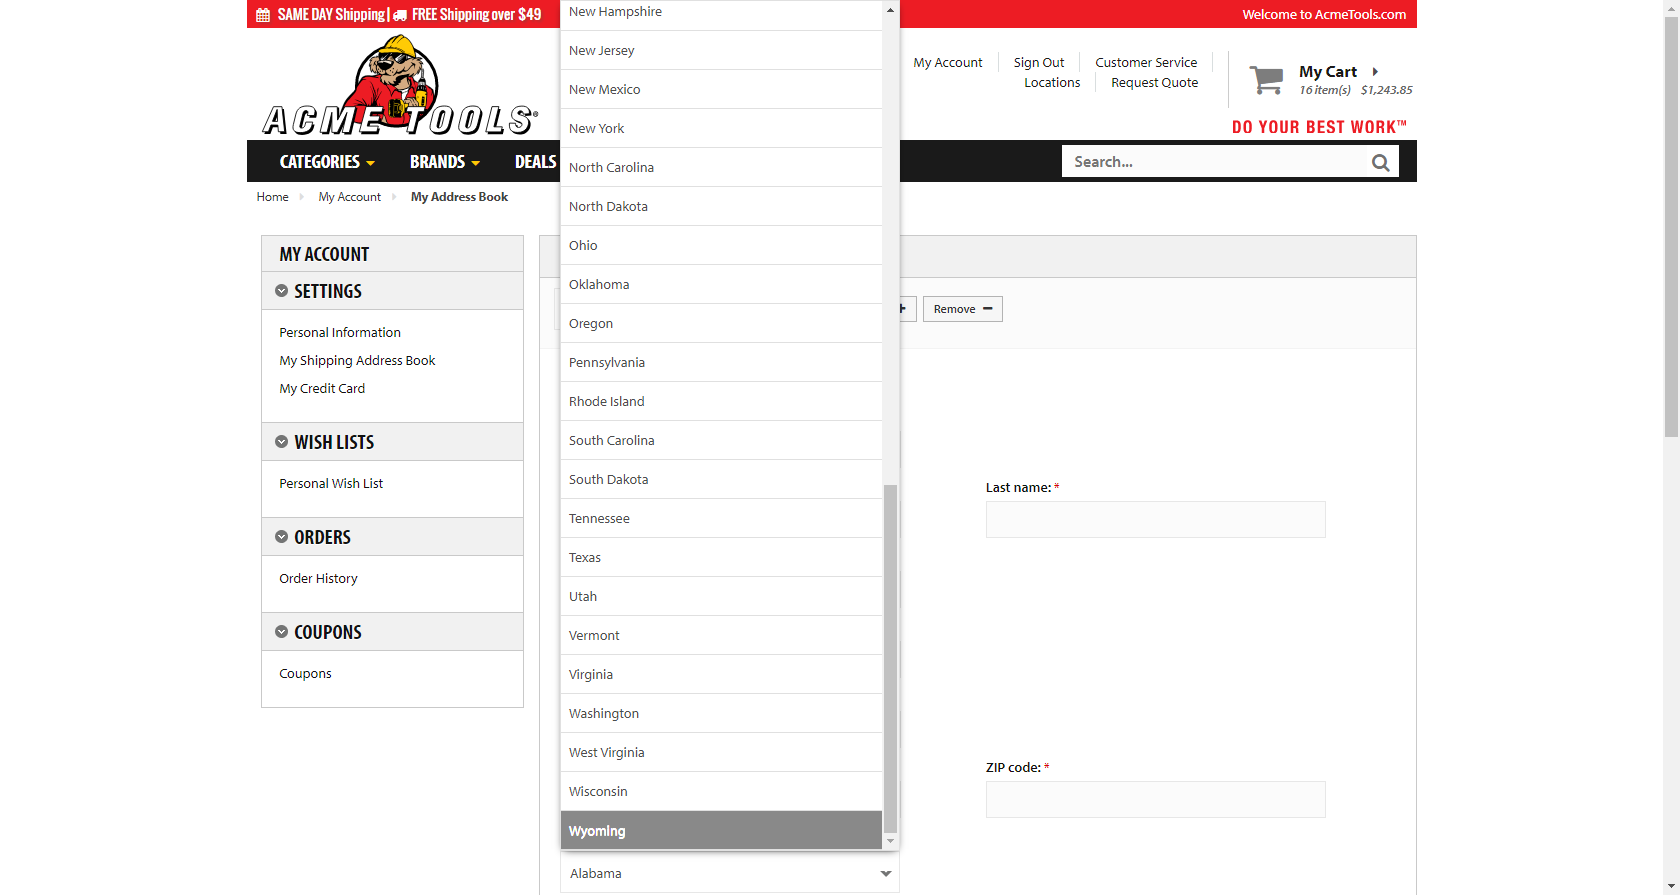 SAME DAY Shipping | FREE Shipping over $49
Welcome to AcmeTools.com
ACME TOOLS®
My Account
Sign Out
Customer Service
Locations
Request Quote
My Cart
16 item(s) $1,243.85
DO YOUR BEST WORK™
CATEGORIES
BRANDS
DEALS
Search...
Home
My Account
My Address Book
MY ACCOUNT
SETTINGS
Personal Information
My Shipping Address Book
My Credit Card
WISH LISTS
Personal Wish List
ORDERS
Order History
COUPONS
Coupons
New Hampshire
New Jersey
New Mexico
New York
North Carolina
North Dakota
Ohio
Oklahoma
Oregon
Pennsylvania
Rhode Island
South Carolina
South Dakota
Tennessee
Texas
Utah
Vermont
Virginia
Washington
West Virginia
Wisconsin
Wyoming
Alabama
Remove
Last name: *
ZIP code: *